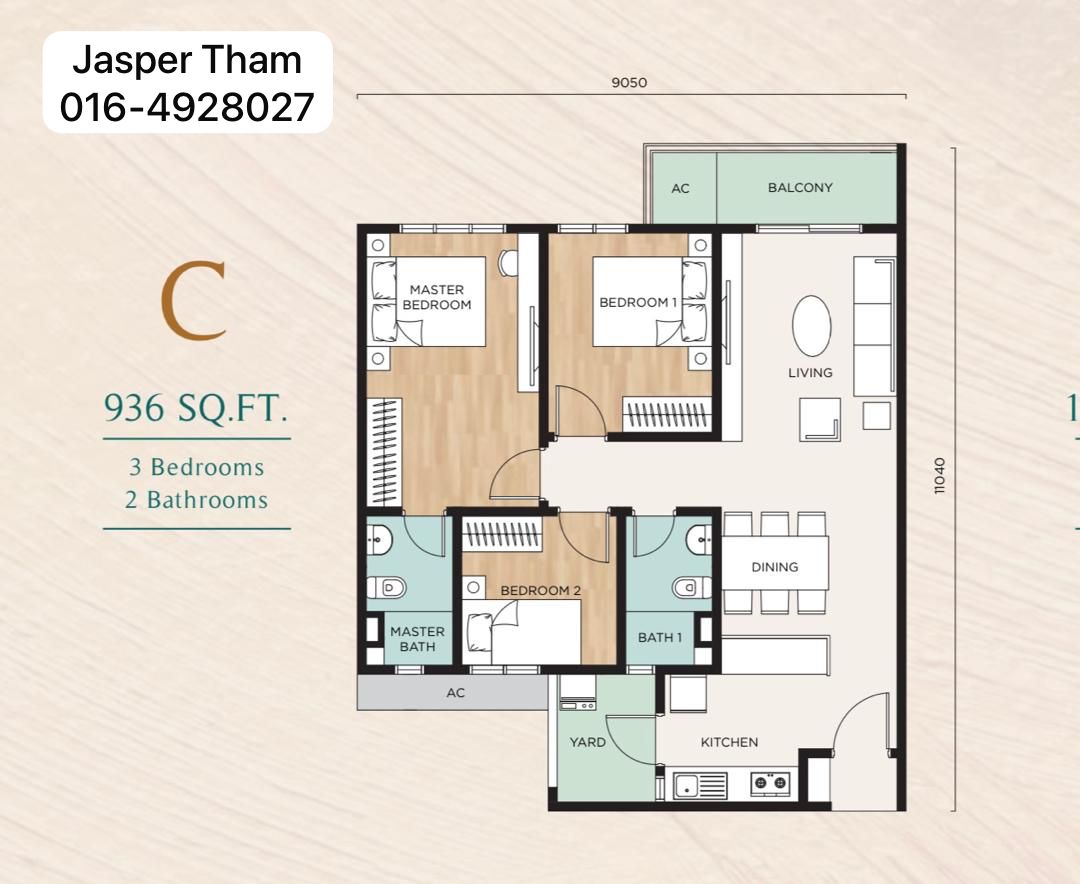 Jasper Tham
016-4928027
9050
AC
BALCONY
C
MASTER
BEDROOM
BEDROOM 1
LIVING
936 SQ.FT.
1
3 Bedrooms
2 Bathrooms
11040
DINING
BEDROOM 2
MASTER
BATH
BATH 1
AC
YARD
KITCHEN